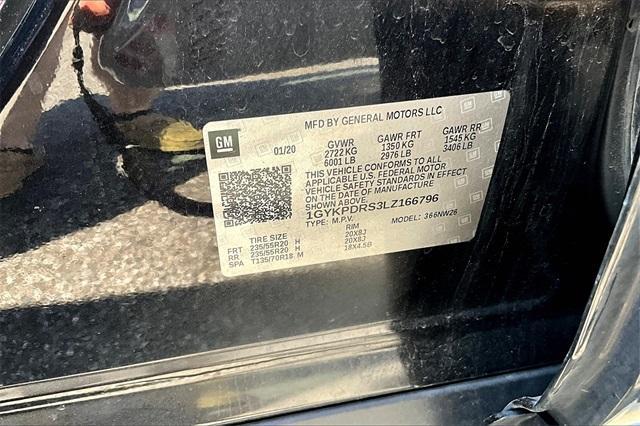 MFD BY GENERAL MOTORS LLC
GM
01/20 GVWR GAWR FRT GAWR RR
2722 KG 1350 KG 1545 KG
6001 LB 2976 LB 3406 LB
THIS VEHICLE CONFORMS TO ALL
APPLICABLE U.S. FEDERAL MOTOR
VEHICLE SAFETY STANDARDS IN EFFECT
ON THE DATE OF MANUFACTURE
SHOWN ABOVE.
1GYKPDRS3LZ166796
TYPE: M.P.V. MODEL: 366NW26
TIRE SIZE RIM
FRT 235/55R20 H 20X8J
RR 235/55R20 H 20X8J
SPA T135/70R18 M 18X4.5B